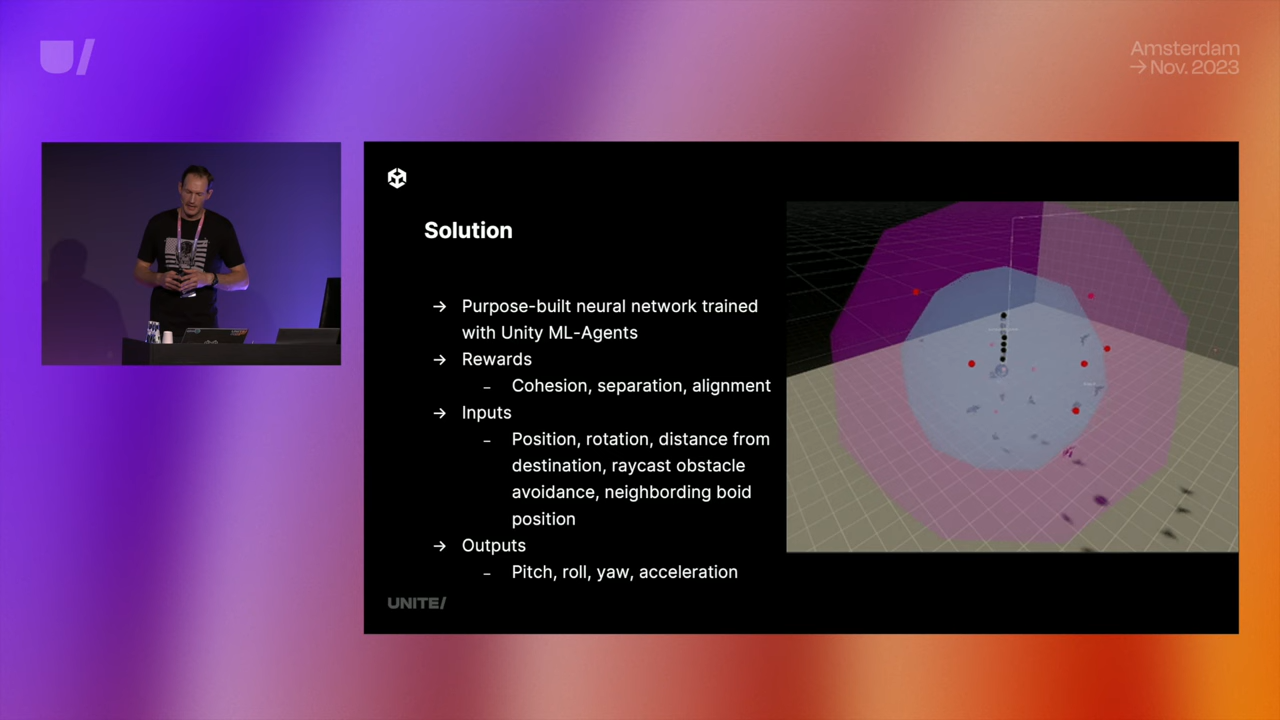 Amsterdam
→ Nov. 2023
Solution
→ Purpose-built neural network trained
with Unity ML-Agents
→ Rewards
– Cohesion, separation, alignment
→ Inputs
– Position, rotation, distance from
destination, raycast obstacle
avoidance, neighbording boid
position
→ Outputs
– Pitch, roll, yaw, acceleration
UNITE/